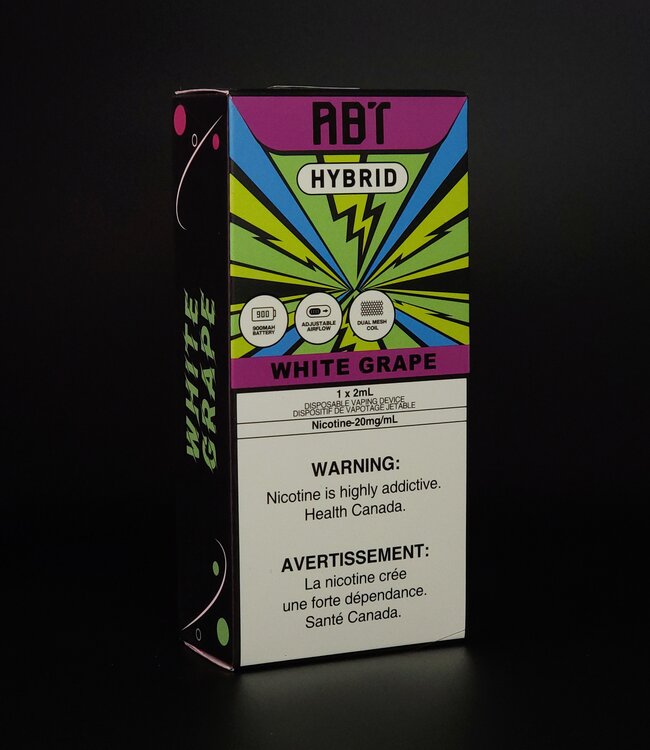 ABT
HYBRID
900
900MAH
BATTERY
ADJUSTABLE
AIRFLOW
DUAL MESH
COIL
WHITE GRAPE
1 x 2mL
DISPOSABLE VAPING DEVICE
DISPOSITIF DE VAPOTAGE JETABLE
Nicotine-20mg/mL
WARNING:
Nicotine is highly addictive.
Health Canada.
AVERTISSEMENT:
La nicotine crée
une forte dépendance.
Santé Canada.
WHITE
GRAPE